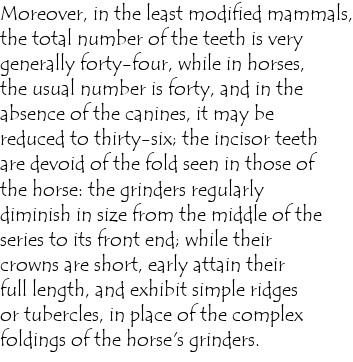 Moreover, in the least modified mammals,
the total number of the teeth is very
generally forty-four, while in horses,
the usual number is forty, and in the
absence of the canines, it may be
reduced to thirty-six; the incisor teeth
are devoid of the fold seen in those of
the horse: the grinders regularly
diminish in size from the middle of the
series to its front end; while their
crowns are short, early attain their
full length, and exhibit simple ridges
or tubercles, in place of the complex
foldings of the horse's grinders.